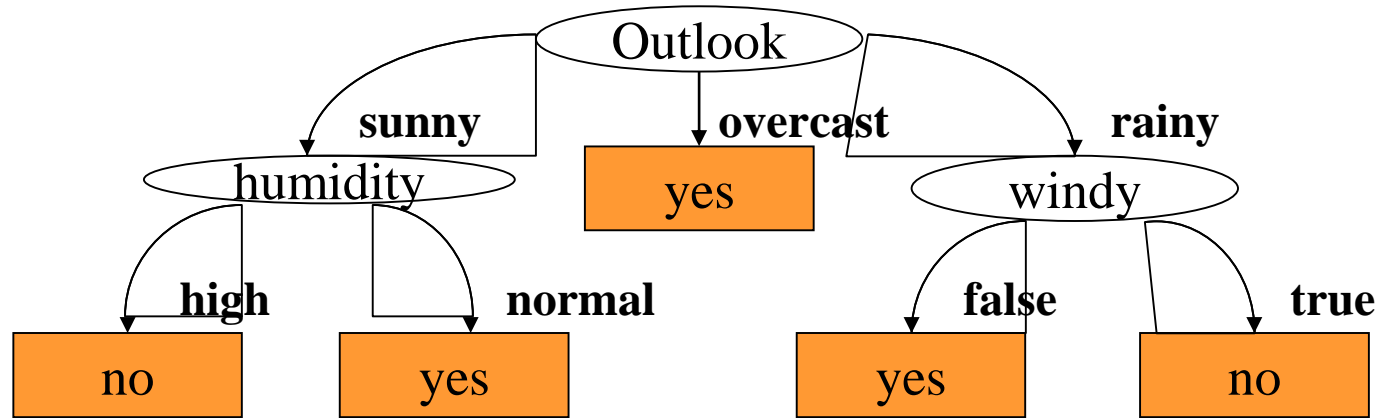 Outlook
sunny overcast rainy
humidity yes windy
high normal false true
no yes yes no